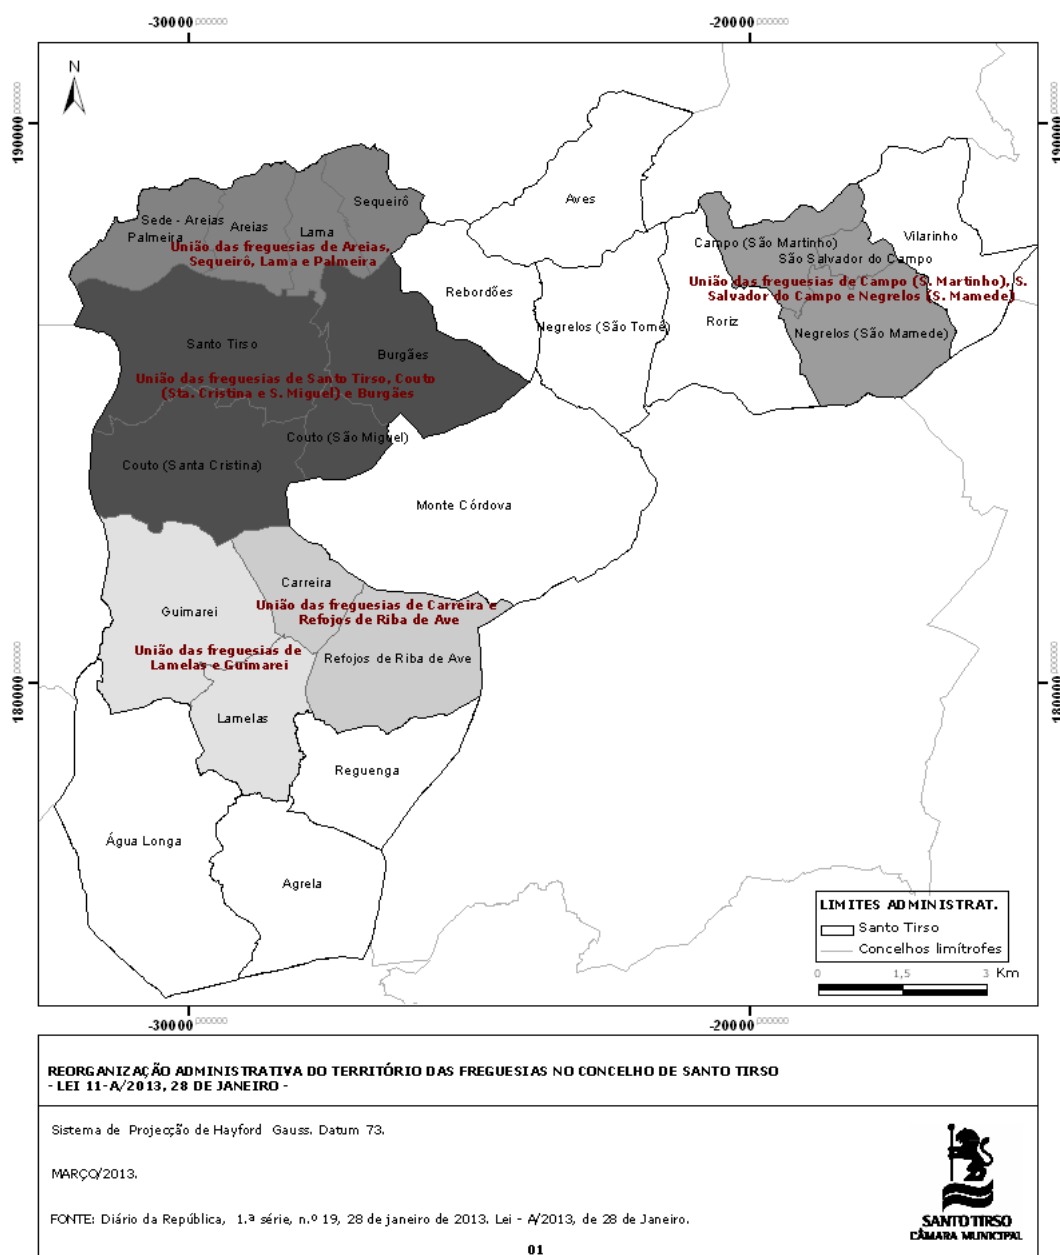 -30000
-20000
N
190000
190000
Aves
Sequeirô
Sede - Areias
Palmeira
Areias
Lama
União das freguesias de Areias,
Sequeirô, Lama e Palmeira
Campo (São Martinho)
Vilarinho
São Salvador do Campo
União das freguesias de Campo (S. Martinho), S.
Salvador do Campo e Negrelos (S. Mamede)
Rebordões
Negrelos (São Tomé)
Roriz
Negrelos (São Mamede)
Santo Tirso
Burgães
União das freguesias de Santo Tirso, Couto
(Sta. Cristina e S. Miguel) e Burgães
Couto (São Miguel)
Couto (Santa Cristina)
Monte Córdova
Carreira
União das freguesias de Carreira e
Refojos de Riba de Ave
Guimarei
União das freguesias de
Lamelas e Guimarei
Refojos de Riba de Ave
180000
180000
Lamelas
Reguenga
Água Longa
Agrela
LIMITES ADMINISTRAT.
Santo Tirso
Concelhos limítrofes
0 1,5 3 Km
-30000
-20000
REORGANIZAÇÃO ADMINISTRATIVA DO TERRITÓRIO DAS FREGUESIAS NO CONCELHO DE SANTO TIRSO
- LEI 11-A/2013, 28 DE JANEIRO -
Sistema de Projecção de Hayford Gauss. Datum 73.
MARÇO/2013.
FONTE: Diário da República, 1.ª série, n.º 19, 28 de janeiro de 2013. Lei - A/2013, de 28 de Janeiro.
SANTO TIRSO
CÂMARA MUNICIPAL
01